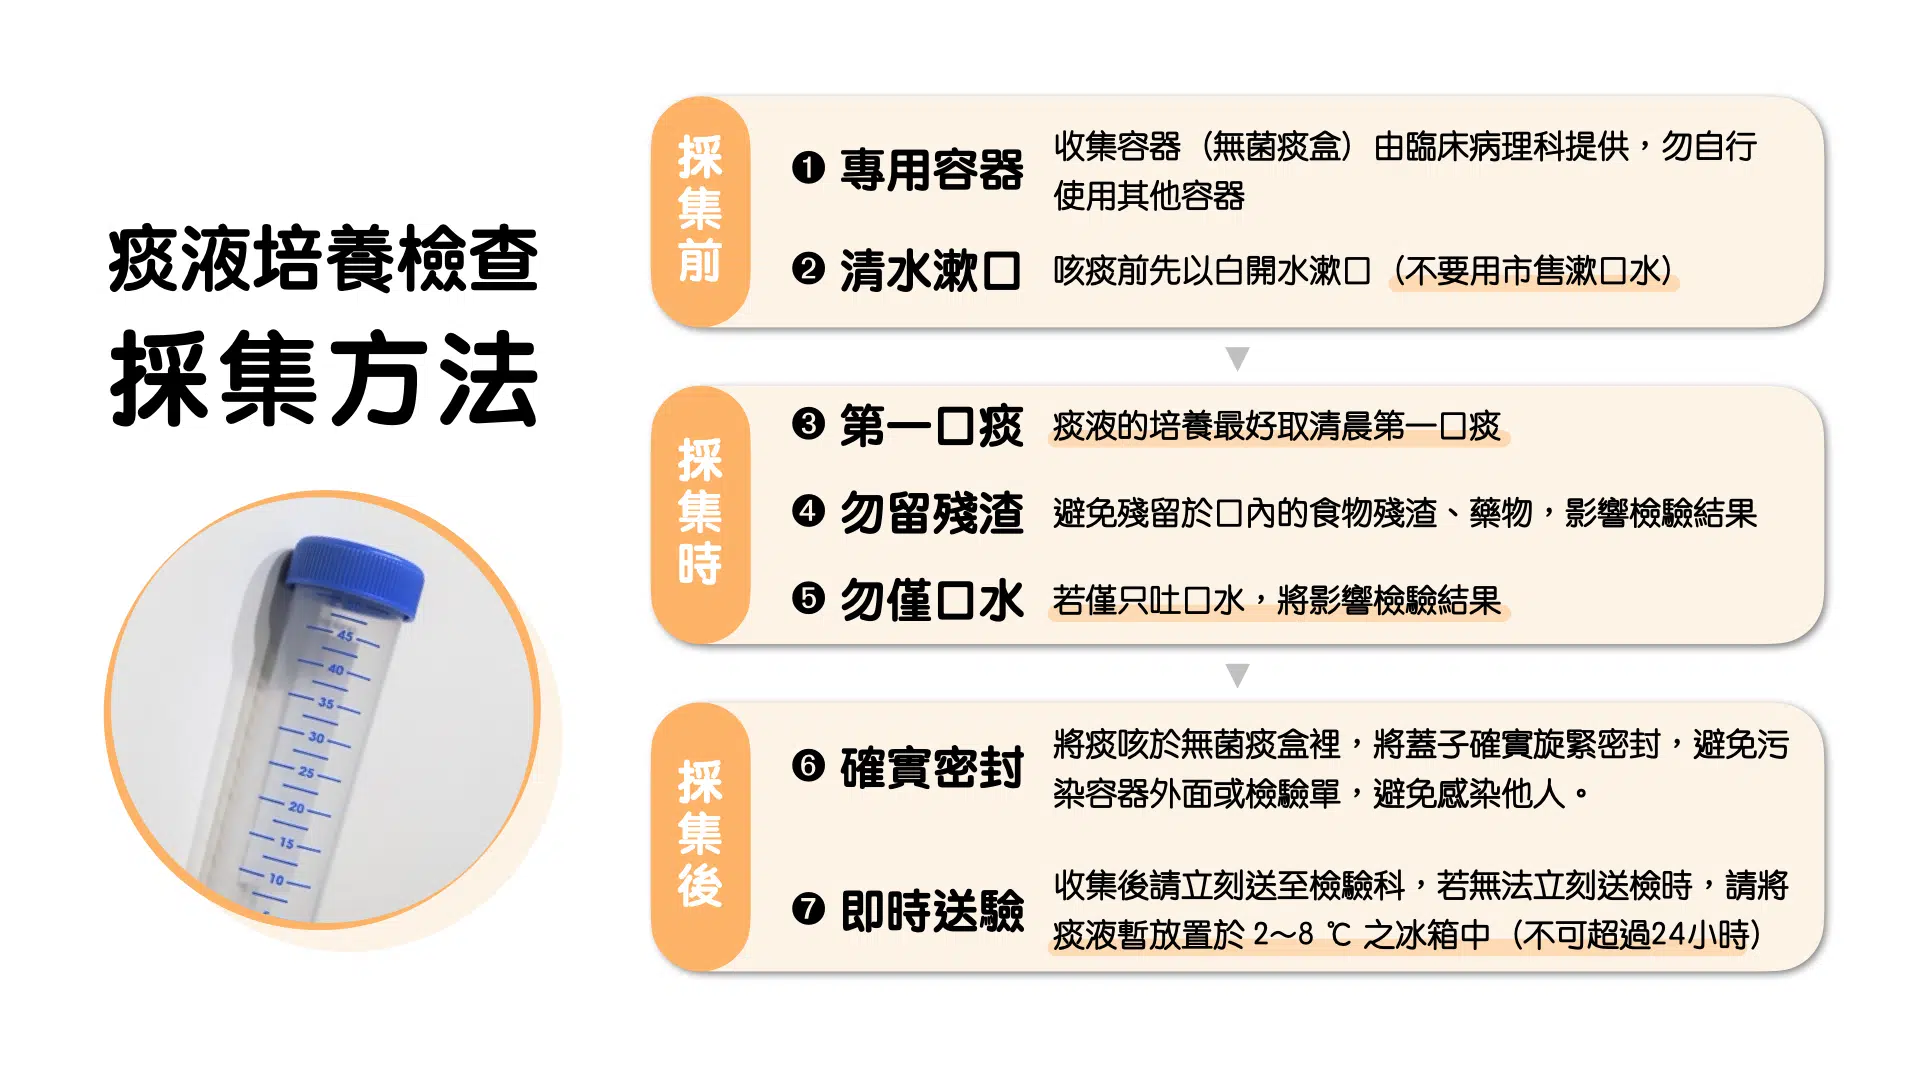 痰液培養檢查
採集方法
45
40
35
30
25
20
15
10
採集前
❶ 專用容器
收集容器（無菌痰盒）由臨床病理科提供，勿自行
使用其他容器
❷ 清水漱口
咳痰前先以白開水漱口（不要用市售漱口水）
採集時
❸ 第一口痰
痰液的培養最好取清晨第一口痰
❹ 勿留殘渣
避免殘留於口內的食物殘渣、藥物，影響檢驗結果
❺ 勿僅口水
若僅只吐口水，將影響檢驗結果
採集後
❻ 確實密封
將痰咳於無菌痰盒裡，將蓋子確實旋緊密封，避免污
染容器外面或檢驗單，避免感染他人。
❼ 即時送驗
收集後請立刻送至檢驗科，若無法立刻送檢時，請將
痰液暫放置於 2～8 ℃ 之冰箱中（不可超過24小時）